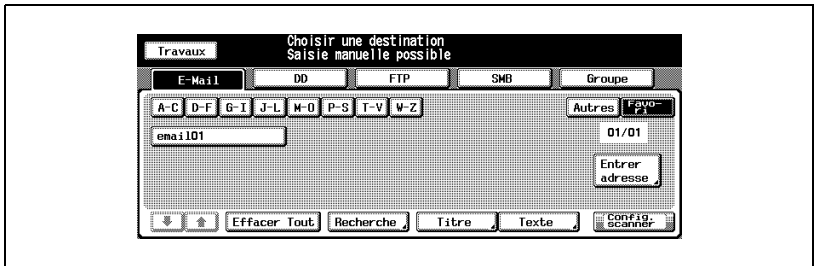 Travaux
Choisir une destination
Saisie manuelle possible
E-Mail DD FTP SMB Groupe
A-C D-F G-I J-L M-O P-S T-V W-Z Autres Favo-
ri
email01 01/01
Entrer
adresse
Effacer Tout Recherche Titre Texte Config.
scanner